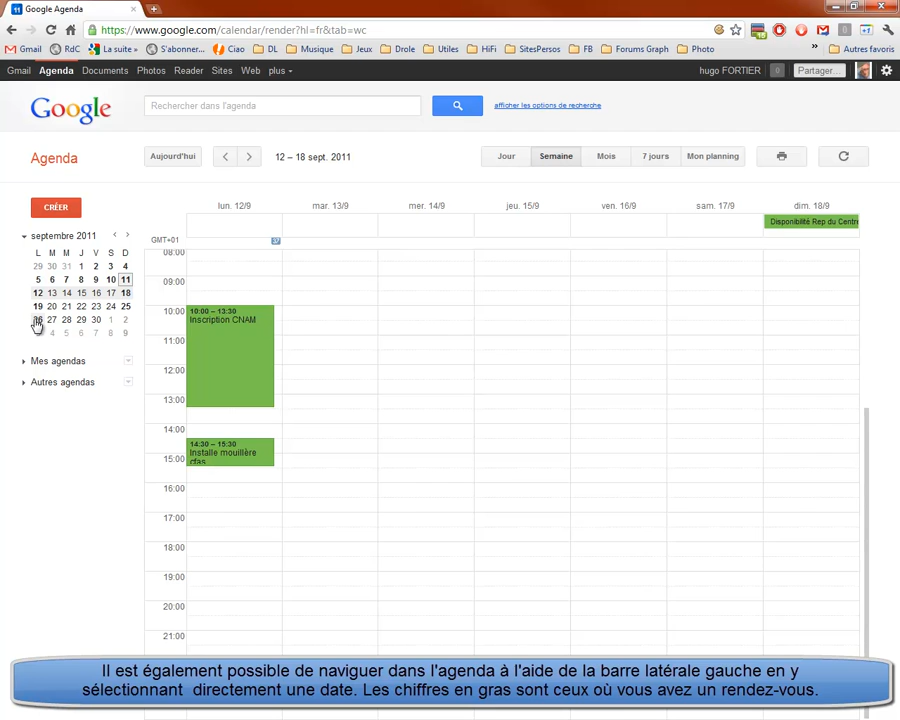 11 Google Agenda
https://www.google.com/calendar/render?hl=fr&tab=wc
Gmail RdC La suite » S'abonner... Ciao DL Musique Jeux Drole Utiles HiFi SitesPersos FB Forums Graph Photo » Autres favoris
Gmail Agenda Documents Photos Reader Sites Web plus hugo FORTIER 0 Partager...
Google Rechercher dans l'agenda afficher les options de recherche
Agenda Aujourd'hui 12 – 18 sept. 2011 Jour Semaine Mois 7 jours Mon planning
CRÉER lun. 12/9 mar. 13/9 mer. 14/9 jeu. 15/9 ven. 16/9 sam. 17/9 dim. 18/9
Disponibilité Rep du Centr
septembre 2011 GMT+01 37
L M M J V S D
29 30 31 1 2 3 4
5 6 7 8 9 10 11
12 13 14 15 16 17 18
19 20 21 22 23 24 25
26 27 28 29 30 1 2
4 5 6 7 8 9
Mes agendas
Autres agendas
08:00
09:00
10:00
11:00
12:00
13:00
14:00
15:00
16:00
17:00
18:00
19:00
20:00
21:00
10:00 – 13:30
Inscription CNAM
14:30 – 15:30
Installe mouillère
cfas
Il est également possible de naviguer dans l'agenda à l'aide de la barre latérale gauche en y
sélectionnant directement une date. Les chiffres en gras sont ceux où vous avez un rendez-vous.